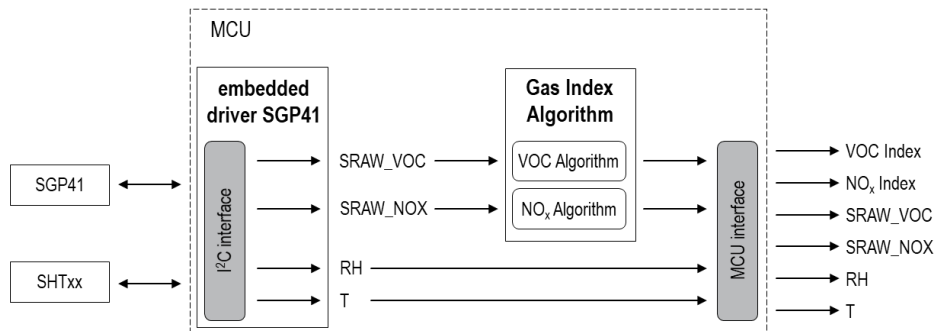 MCU
embedded
driver SGP41
Gas Index
Algorithm
I²C interface
SRAW_VOC
VOC Algorithm
SRAW_NOX
NOₓ Algorithm
RH
T
MCU interface
SGP41
SHTxx
VOC Index
NOₓ Index
SRAW_VOC
SRAW_NOX
RH
T